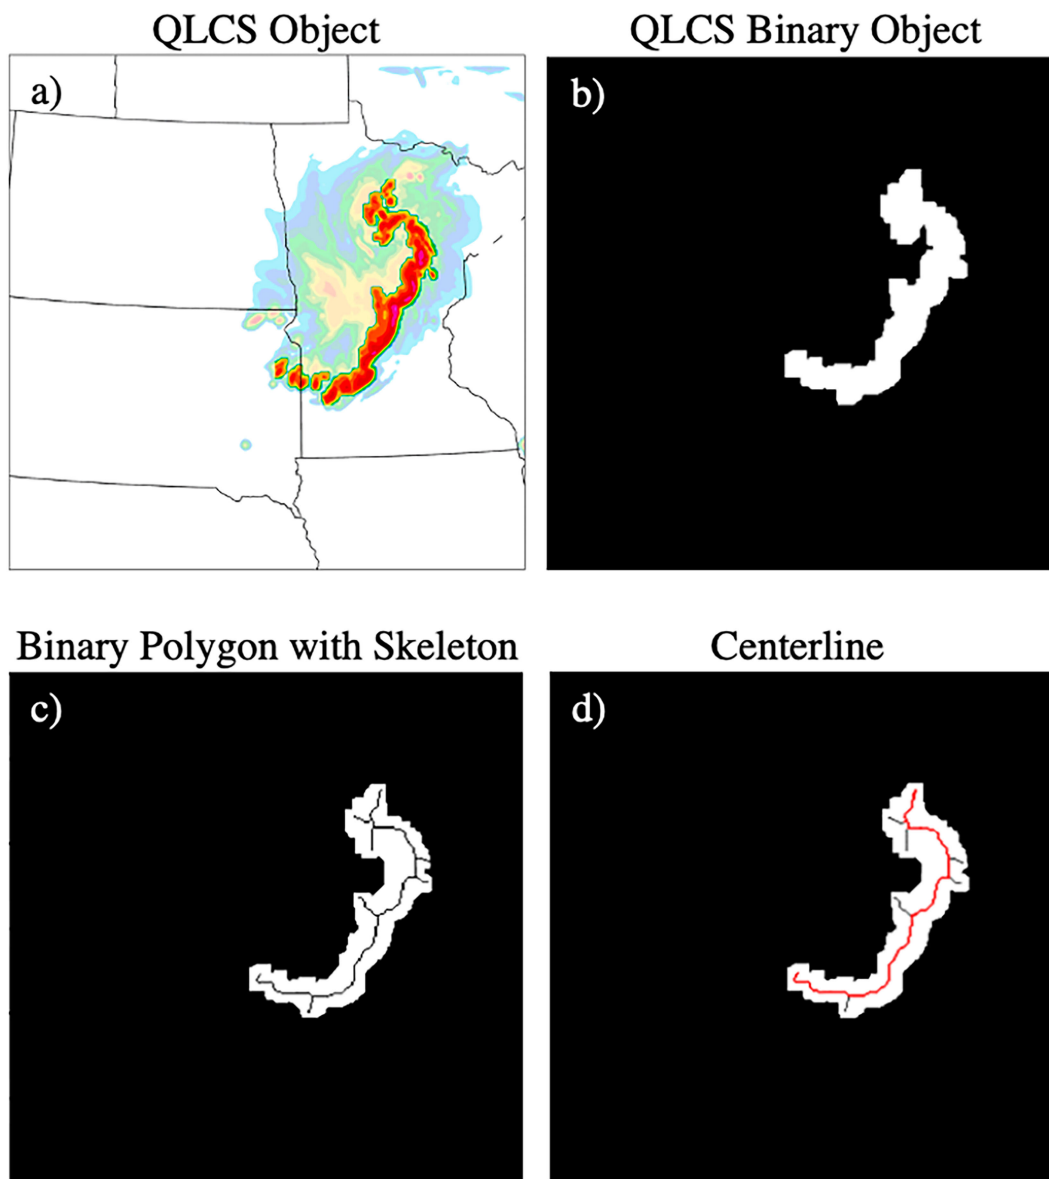 QLCS Object
QLCS Binary Object
a)
b)
Binary Polygon with Skeleton
Centerline
c)
d)